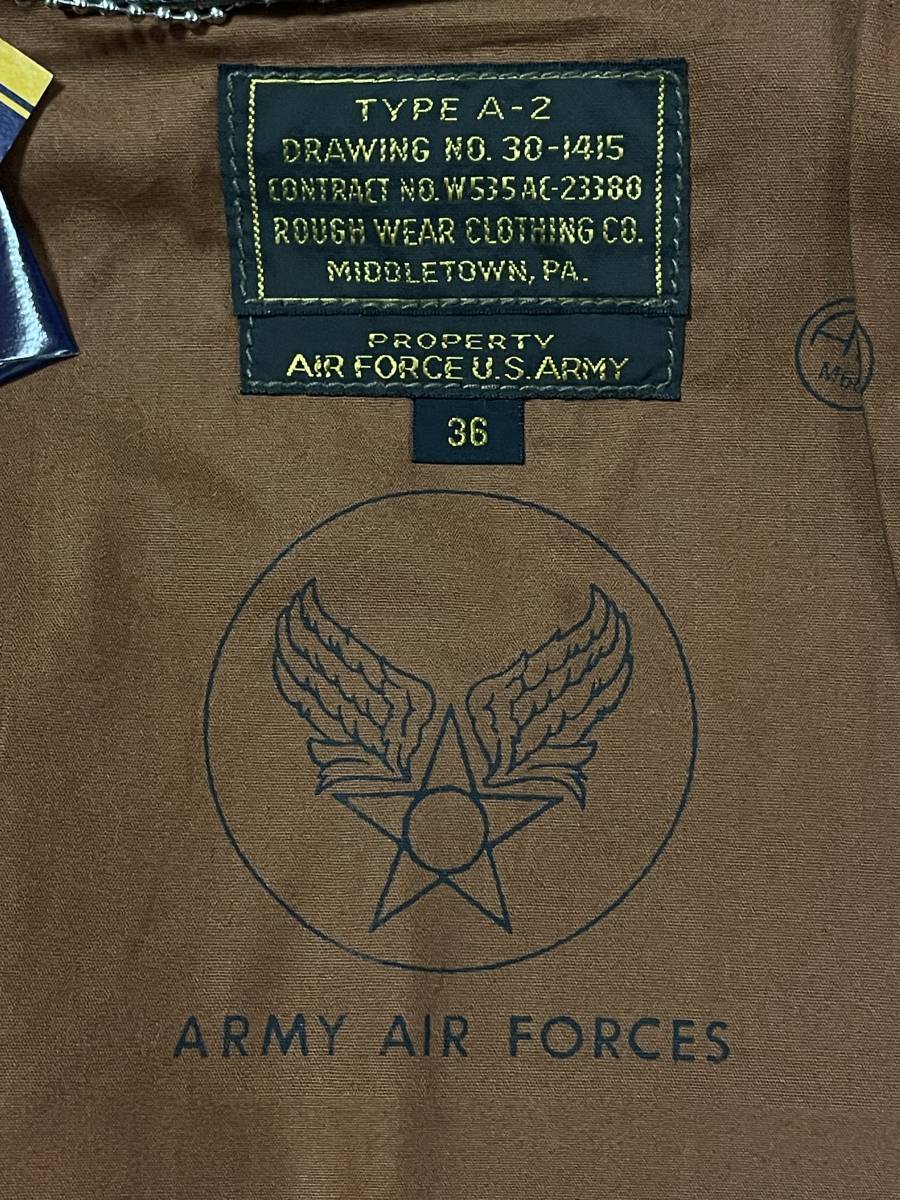 TYPE A-2
DRAWING NO. 30-1415
CONTRACT NO. W535 AC-23380
ROUGH WEAR CLOTHING CO.
MIDDLETOWN, PA.
PROPERTY
AIR FORCE U.S. ARMY
36
ARMY AIR FORCES